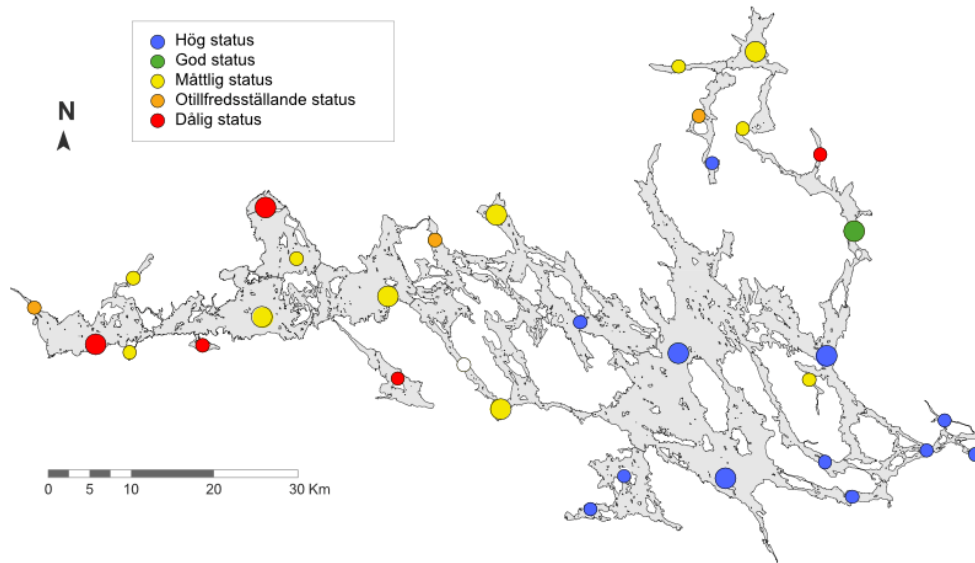 Hög status
God status
Måttlig status
Otillfredsställande status
Dålig status
N
0 5 10 20 30 Km